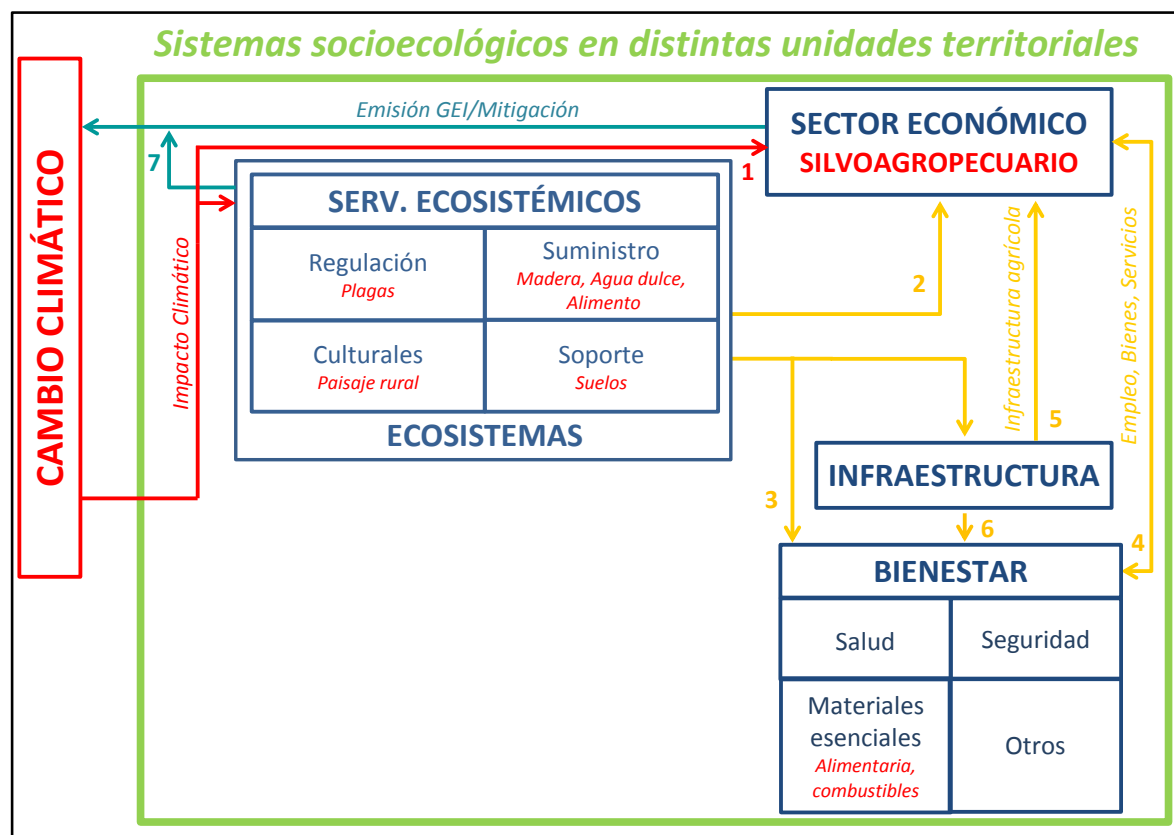 Sistemas socioecológicos en distintas unidades territoriales
CAMBIO CLIMÁTICO
Emisión GEI/Mitigación
7
1
Impacto Climático
SECTOR ECONÓMICO
SILVOAGROPECUARIO
SERV. ECOSISTÉMICOS
Regulación
Plagas
Suministro
Madera, Agua dulce,
Alimento
Culturales
Paisaje rural
Soporte
Suelos
ECOSISTEMAS
2
Infraestructura agrícola
Empleo, Bienes, Servicios
5
INFRAESTRUCTURA
3
6
4
BIENESTAR
Salud
Seguridad
Materiales
esenciales
Alimentaria,
combustibles
Otros